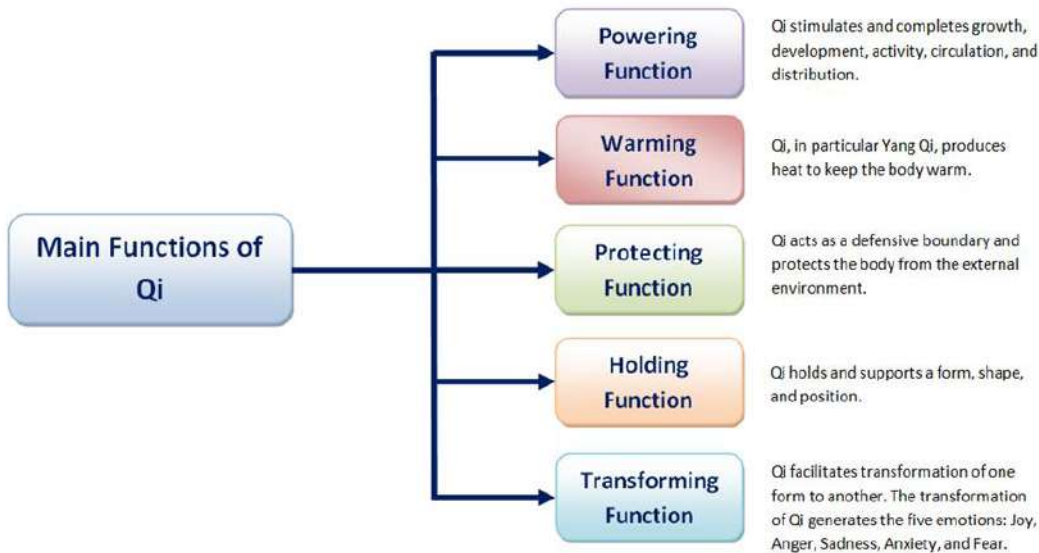 Main Functions of
Qi
Powering
Function
Qi stimulates and completes growth,
development, activity, circulation, and
distribution.
Warming
Function
Qi, in particular Yang Qi, produces
heat to keep the body warm.
Protecting
Function
Qi acts as a defensive boundary and
protects the body from the external
environment.
Holding
Function
Qi holds and supports a form, shape,
and position.
Transforming
Function
Qi facilitates transformation of one
form to another. The transformation
of Qi generates the five emotions: Joy,
Anger, Sadness, Anxiety, and Fear.